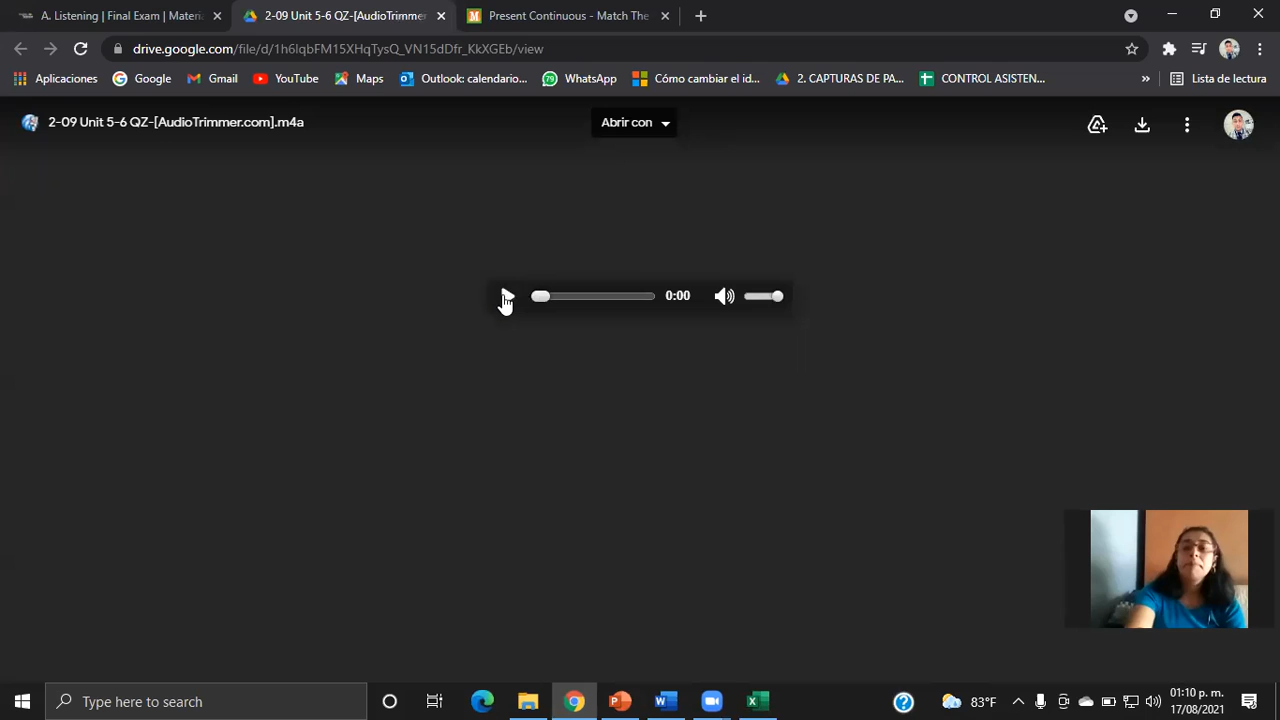 A. Listening | Final Exam | Materi
2-09 Unit 5-6 QZ-[AudioTrimmer
Present Continuous - Match The
drive.google.com/file/d/1h6lqbFM15XHqTysQ_VN15dDfr_KkXGEb/view
Aplicaciones
Google
Gmail
YouTube
Maps
Outlook: calendario...
79
WhatsApp
Cómo cambiar el id...
2. CAPTURAS DE PA...
CONTROL ASISTEN...
»
Lista de lectura
2-09 Unit 5-6 QZ-[AudioTrimmer.com].m4a
Abrir con
0:00
Type here to search
83°F
01:10 p. m.
17/08/2021